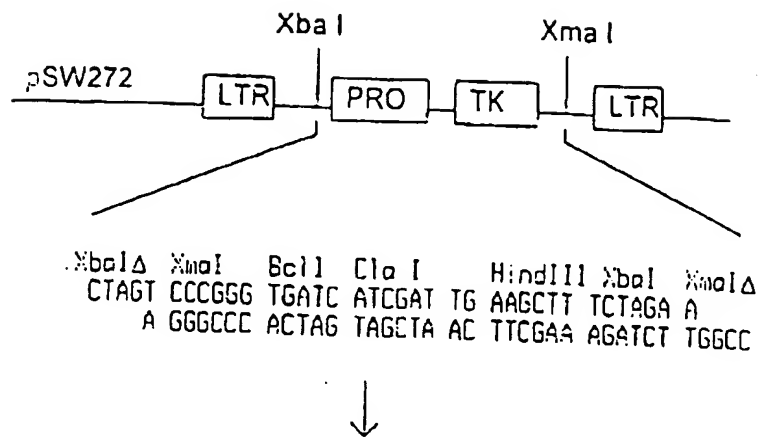 Xba I Xma I
pSW272 LTR PRO TK LTR
XbaIΔ XmaI BclI Cla I HindIII XbaI XmaIΔ
CTAGT CCCGGG TGATC ATCGAT TG AAGCTT TCTAGA A
A GGGCCC ACTAG TAGCTA AC TTCGAA AGATCT TGGCC